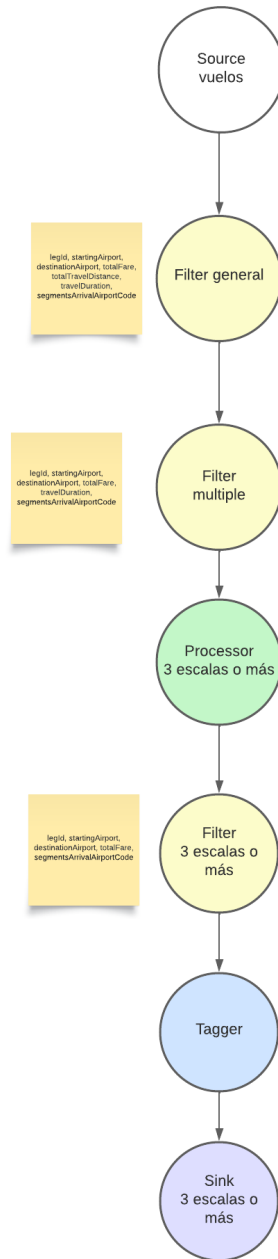 Source
vuelos
legId, startingAirport,
destinationAirport, totalFare,
totalTravelDistance,
travelDuration,
segmentsArrivalAirportCode
Filter general
legId, startingAirport,
destinationAirport, totalFare,
travelDuration,
segmentsArrivalAirportCode
Filter
multiple
Processor
3 escalas o más
legId, startingAirport,
destinationAirport, totalFare,
segmentsArrivalAirportCode
Filter
3 escalas o
más
Tagger
Sink
3 escalas o
más